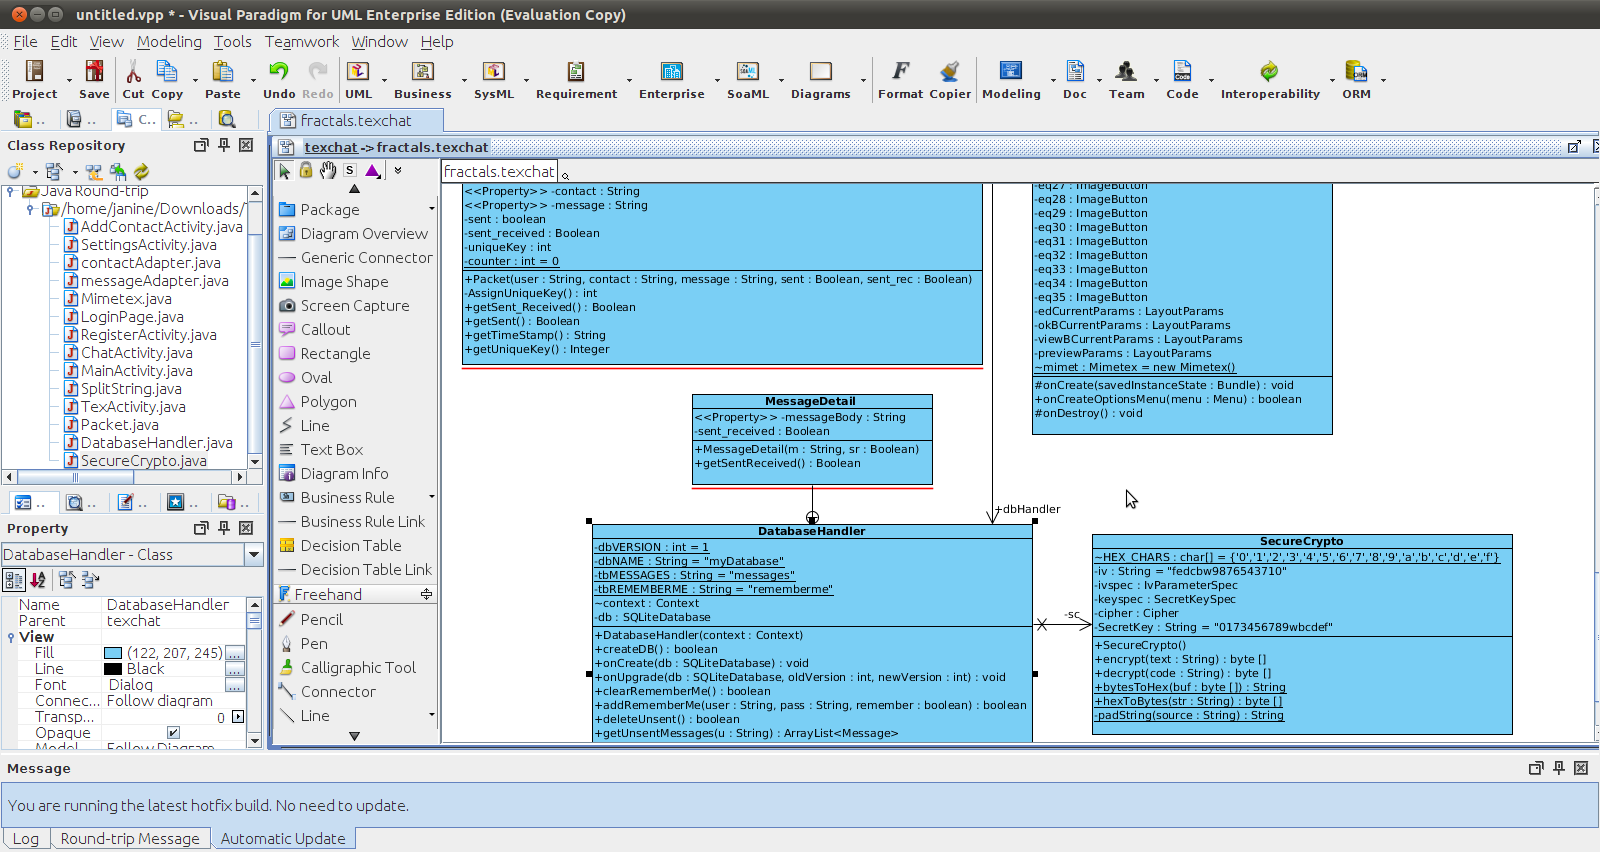 untitled.vpp * - Visual Paradigm for UML Enterprise Edition (Evaluation Copy)
File Edit View Modeling Tools Teamwork Window Help
Project Save Cut Copy Paste Undo Redo UML Business SysML Requirement Enterprise SoaML Diagrams Format Copier Modeling Doc Team Code Interoperability ORM
C..
fractals.texchat
Class Repository
texchat->fractals.texchat
S
fractals.texchat
Java Round-trip
/home/janine/Downloads/
AddContactActivity.java
SettingsActivity.java
contactAdapter.java
messageAdapter.java
Mimetex.java
LoginPage.java
RegisterActivity.java
ChatActivity.java
MainActivity.java
SplitString.java
TexActivity.java
Packet.java
DatabaseHandler.java
SecureCrypto.java
Property
DatabaseHandler - Class
Name DatabaseHandler
Parent texchat
View
Fill (122, 207, 245) ...
Line Black ...
Font Dialog ...
Connec... Follow diagram
Transp... 0
Opaque
Model Follow Diagram
Package
Diagram Overview
Generic Connector
Image Shape
Screen Capture
Callout
Rectangle
Oval
Polygon
Line
Text Box
Diagram Info
Business Rule
Business Rule Link
Decision Table
Decision Table Link
Freehand
Pencil
Pen
Calligraphic Tool
Connector
Line
<<Property>> -contact : String
<<Property>> -message : String
-sent : boolean
-sent_received : Boolean
-uniqueKey : int
-counter : int = 0
+Packet(user : String, contact : String, message : String, sent : Boolean, sent_rec : Boolean)
-AssignUniqueKey() : int
+getSent_Received() : Boolean
+getSent() : Boolean
+getTimeStamp() : String
+getUniqueKey() : Integer
-eq27 : ImageButton
-eq28 : ImageButton
-eq29 : ImageButton
-eq30 : ImageButton
-eq31 : ImageButton
-eq32 : ImageButton
-eq33 : ImageButton
-eq34 : ImageButton
-eq35 : ImageButton
-edCurrentParams : LayoutParams
-okBCurrentParams : LayoutParams
-viewBCurrentParams : LayoutParams
-previewParams : LayoutParams
~mimet : Mimetex = new Mimetex()
#onCreate(savedInstanceState : Bundle) : void
+onCreateOptionsMenu(menu : Menu) : boolean
#onDestroy() : void
MessageDetail
<<Property>> -messageBody : String
-sent_received : Boolean
+MessageDetail(m : String, sr : Boolean)
+getSentReceived() : Boolean
+dbHandler
DatabaseHandler
-dbVERSION : int = 1
-dbNAME : String = "myDatabase"
-tbMESSAGES : String = "messages"
-tbREMEMBERME : String = "rememberme"
~context : Context
-db : SQLiteDatabase
+DatabaseHandler(context : Context)
+createDB() : boolean
+onCreate(db : SQLiteDatabase) : void
+onUpgrade(db : SQLiteDatabase, oldVersion : int, newVersion : int) : void
+clearRememberMe() : boolean
+addRememberMe(user : String, pass : String, remember : boolean) : boolean
+deleteUnsent() : boolean
+getUnsentMessages(u : String) : ArrayList<Message>
-sc
SecureCrypto
~HEX_CHARS : char[] = {'0','1','2','3','4','5','6','7','8','9','a','b','c','d','e','f'}
-iv : String = "fedcbw9876543710"
-ivspec : IvParameterSpec
-keyspec : SecretKeySpec
-cipher : Cipher
-SecretKey : String = "0173456789wbcdef"
+SecureCrypto()
+encrypt(text : String) : byte []
+decrypt(code : String) : byte []
+bytesToHex(buf : byte []) : String
+hexToBytes(str : String) : byte []
-padString(source : String) : String
Message
You are running the latest hotfix build. No need to update.
Log Round-trip Message Automatic Update